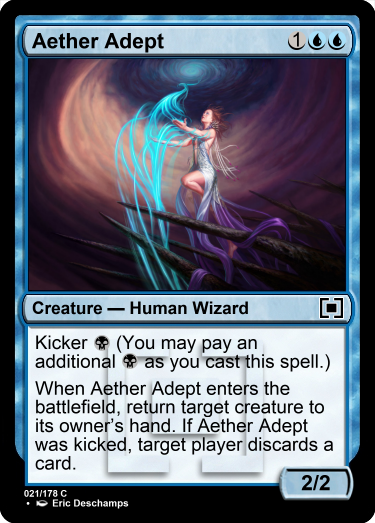 Aether Adept 1
Creature — Human Wizard
Kicker (You may pay an
additional as you cast this spell.)
When Aether Adept enters the
battlefield, return target creature to
its owner's hand. If Aether Adept
was kicked, target player discards a
card.
2/2
021/178 C
• Eric Deschamps